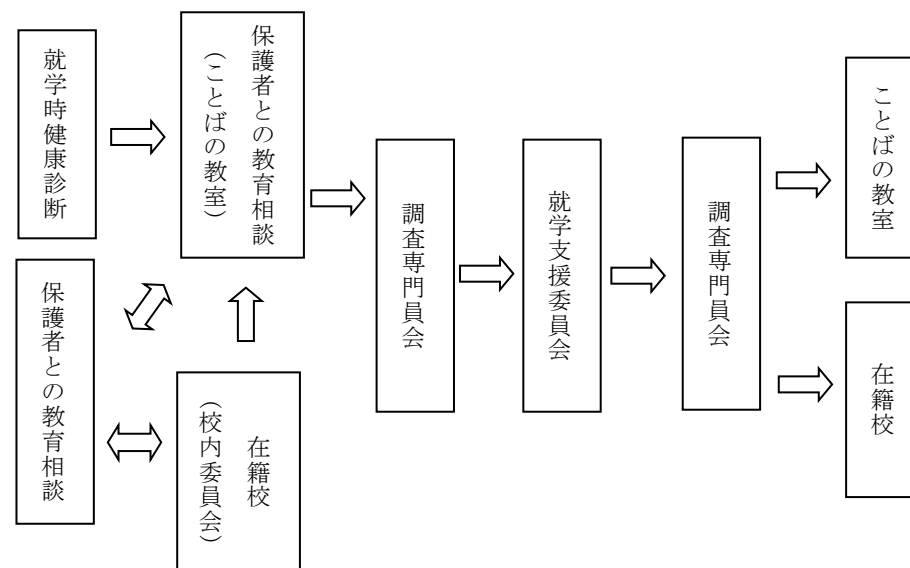 就学時健康診断
保護者との教育相談
(ことばの教室)
保護者との教育相談
在籍校
(校内委員会)
調査専門員会
就学支援委員会
調査専門員会
ことばの教室
在籍校